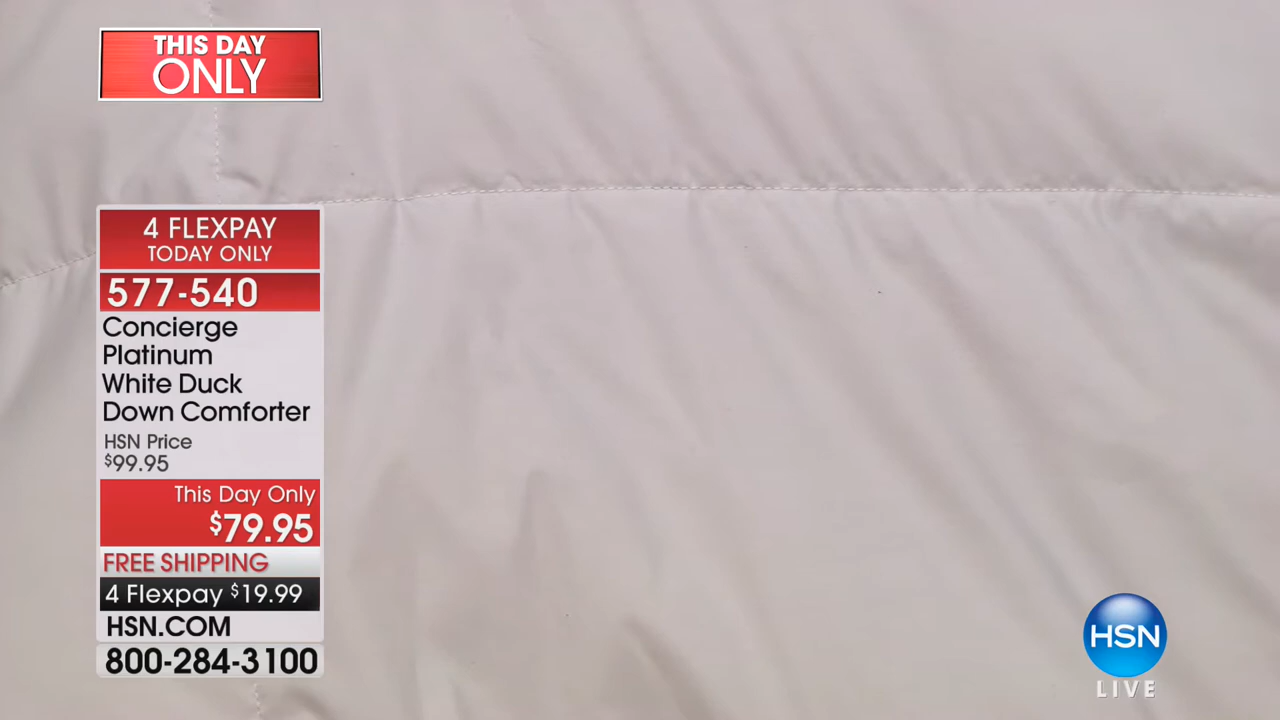 THIS DAY
ONLY
4 FLEXPAY
TODAY ONLY
577-540
Concierge
Platinum
White Duck
Down Comforter
HSN Price
$99.95
This Day Only
$79.95
FREE SHIPPING
4 Flexpay $19.99
HSN.COM
800-284-3100
HSN
LIVE